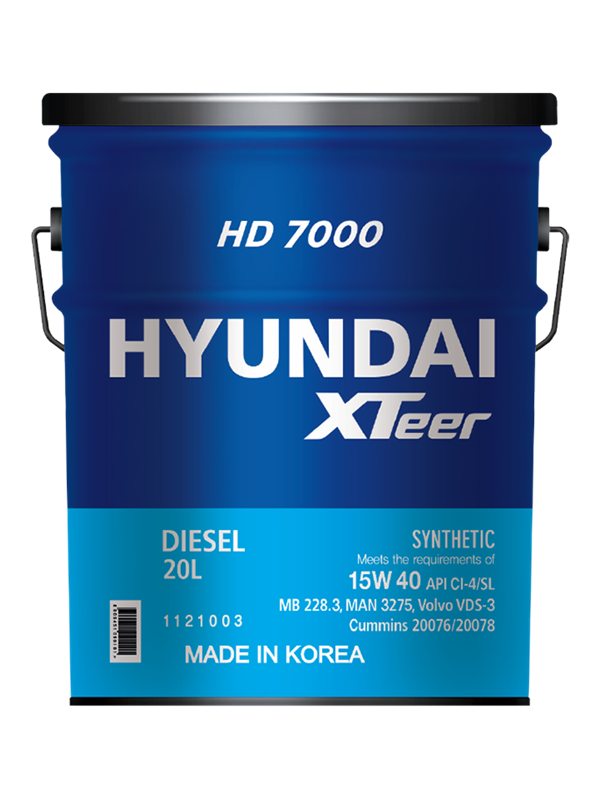 HD 7000
HYUNDAI
XTeer
DIESEL
20L
1121003
SYNTHETIC
Meets the requirements of
15W 40 API CI-4/SL
MB 228.3, MAN 3275, Volvo VDS-3
Cummins 20076/20078
MADE IN KOREA